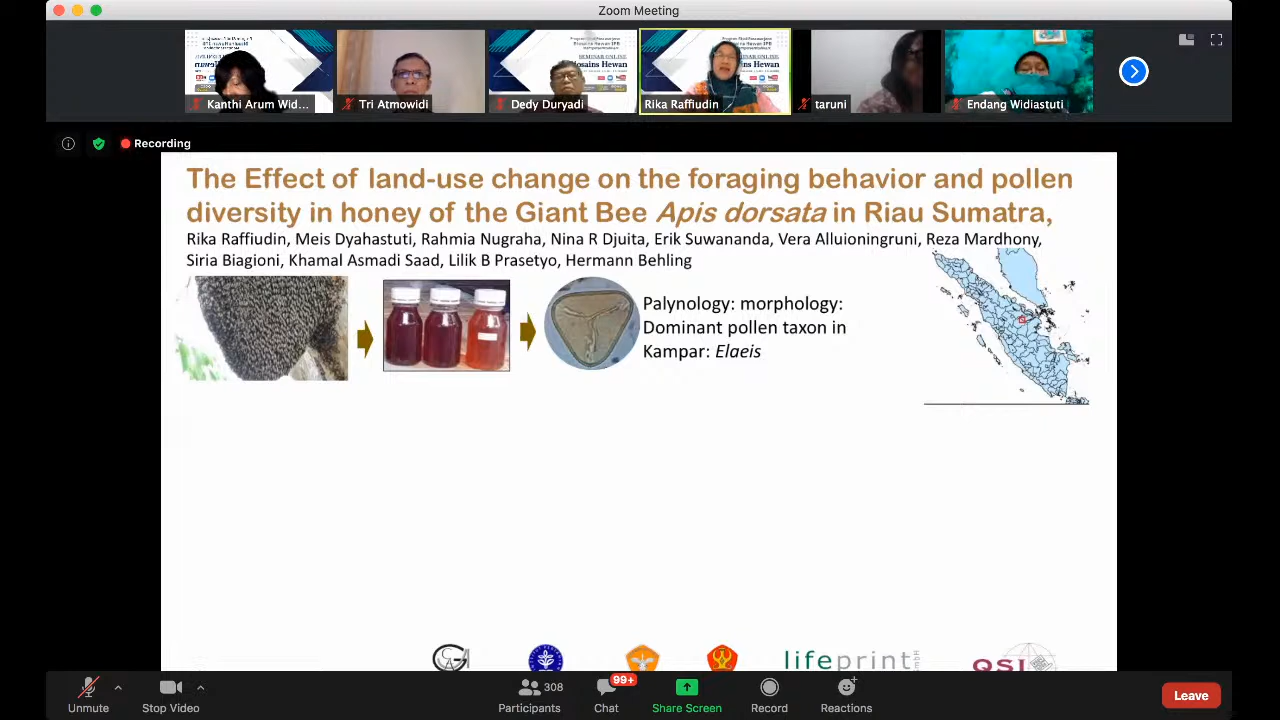 Zoom Meeting
Kanthi Arum Wid...
Tri Atmowidi
Dedy Duryadi
Rika Raffiudin
taruni
Endang Widiastuti
Recording
The Effect of land-use change on the foraging behavior and pollen
diversity in honey of the Giant Bee Apis dorsata in Riau Sumatra,
Rika Raffiudin, Meis Dyahastuti, Rahmia Nugraha, Nina R Djuita, Erik Suwananda, Vera Alluioningruni, Reza Mardhony,
Siria Biagioni, Khamal Asmadi Saad, Lilik B Prasetyo, Hermann Behling
Palynology: morphology:
Dominant pollen taxon in
Kampar: Elaeis
lifeprint GmbH
QSI
Unmute
Stop Video
308
Participants
99+
Chat
Share Screen
Record
Reactions
Leave